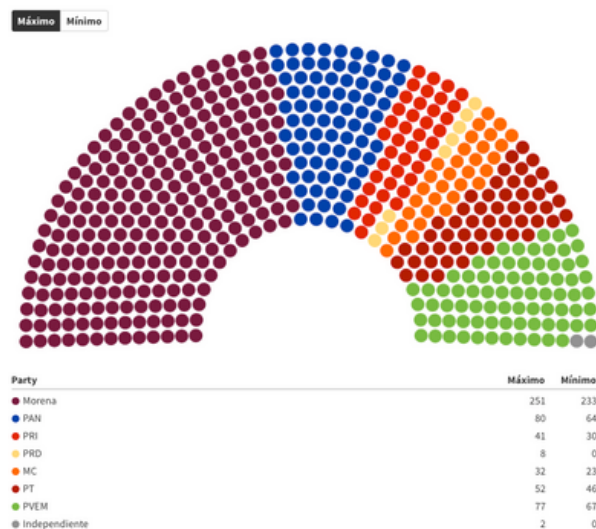 Máximo Mínimo
Party Máximo Mínimo
Morena 251 233
PAN 80 64
PRI 41 30
PRD 8 0
MC 32 23
PT 52 46
PVEM 77 67
Independiente 2 0